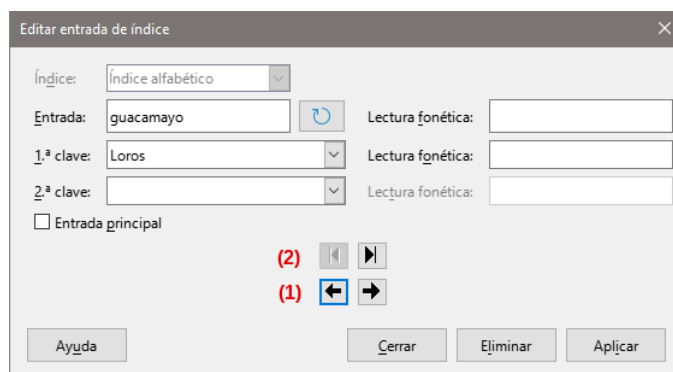 Editar entrada de índice
Índice: Índice alfabético
Entrada: guacamayo Lectura fonética:
1.ª clave: Loros Lectura fonética:
2.ª clave: Lectura fonética:
Entrada principal
(2)
(1)
Ayuda Cerrar Eliminar Aplicar